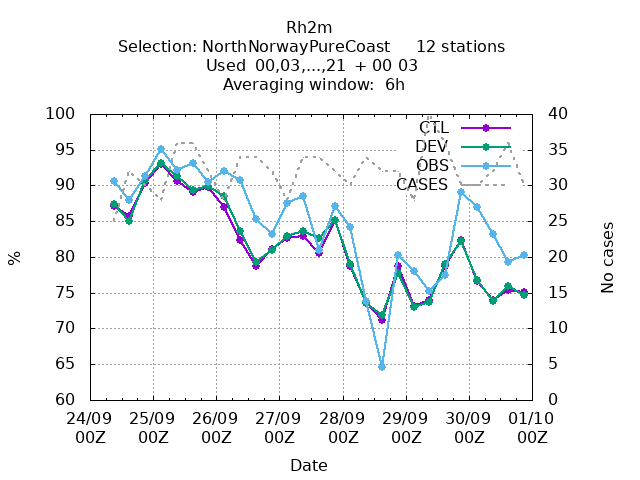 Rh2m
Selection: NorthNorwayPureCoast 12 stations
Used 00,03,...,21 + 00 03
Averaging window: 6h
100
95
90
85
80
75
70
65
60
%
40
35
30
25
20
15
10
5
0
No cases
CTL
DEV
OBS
CASES
24/09 25/09 26/09 27/09 28/09 29/09 30/09 01/10
00Z 00Z 00Z 00Z 00Z 00Z 00Z 00Z
Date